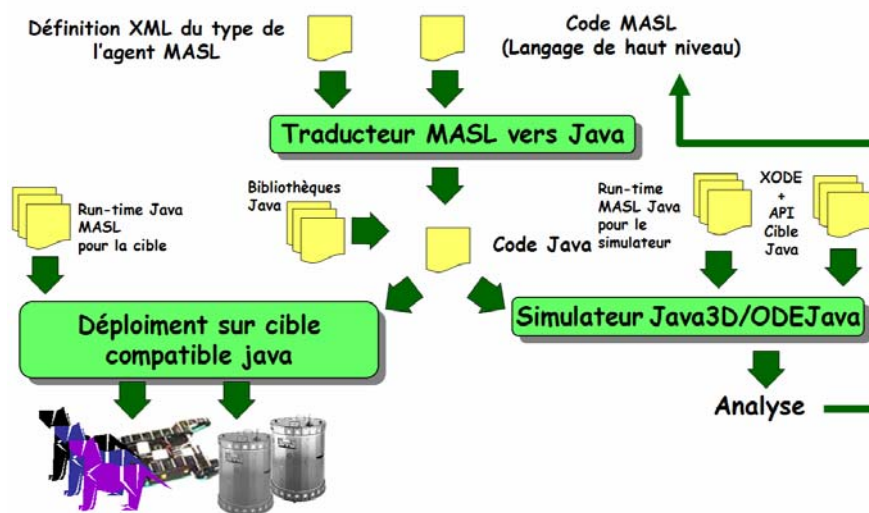 Définition XML du type de
l'agent MASL
Code MASL
(Langage de haut niveau)
Traducteur MASL vers Java
Run-time Java
MASL
pour la cible
Bibliothèques
Java
Code Java
Run-time
MASL Java
pour le
simulateur
XODE
+
API
Cible
Java
Déploiment sur cible
compatible java
Simulateur Java3D/ODEJava
Analyse